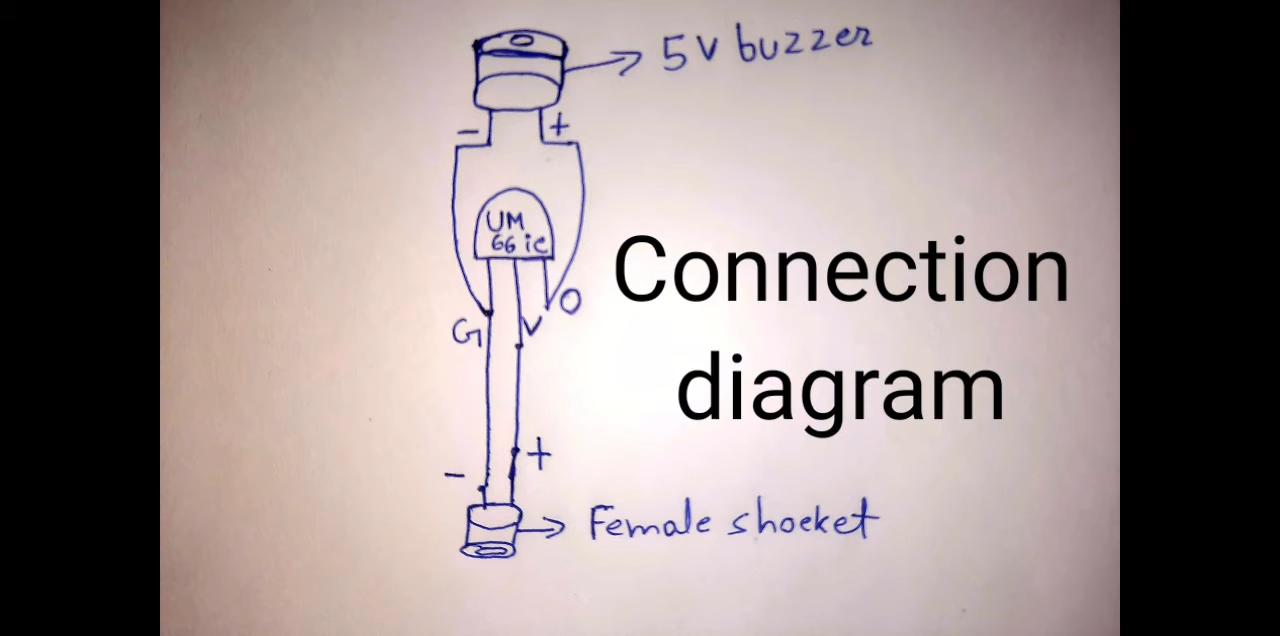 5V buzzer
- +
UM
66 ic
O
G V
Connection
diagram
+
-
Female shocket